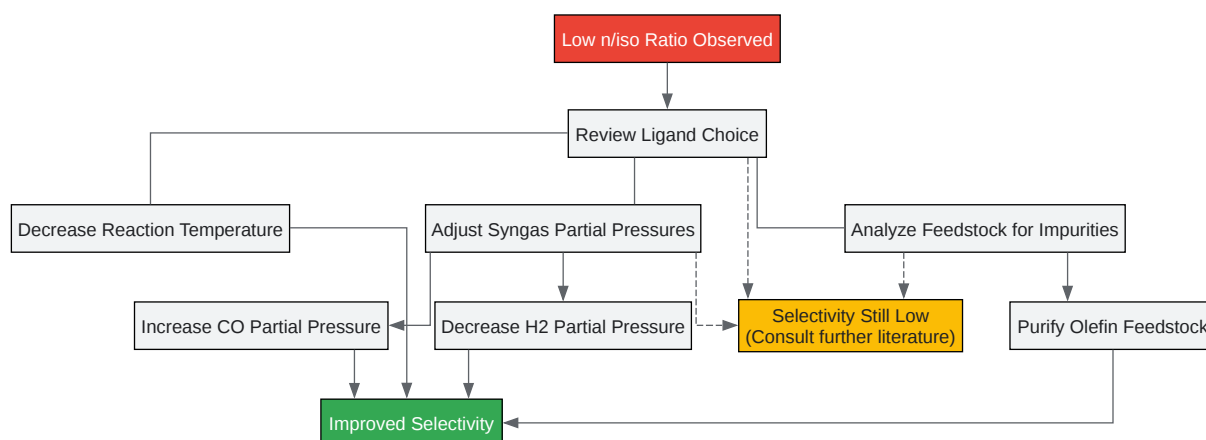 Low n/iso Ratio Observed
Review Ligand Choice
Decrease Reaction Temperature
Adjust Syngas Partial Pressures
Analyze Feedstock for Impurities
Increase CO Partial Pressure
Decrease H2 Partial Pressure
Selectivity Still Low
(Consult further literature)
Purify Olefin Feedstock
Improved Selectivity